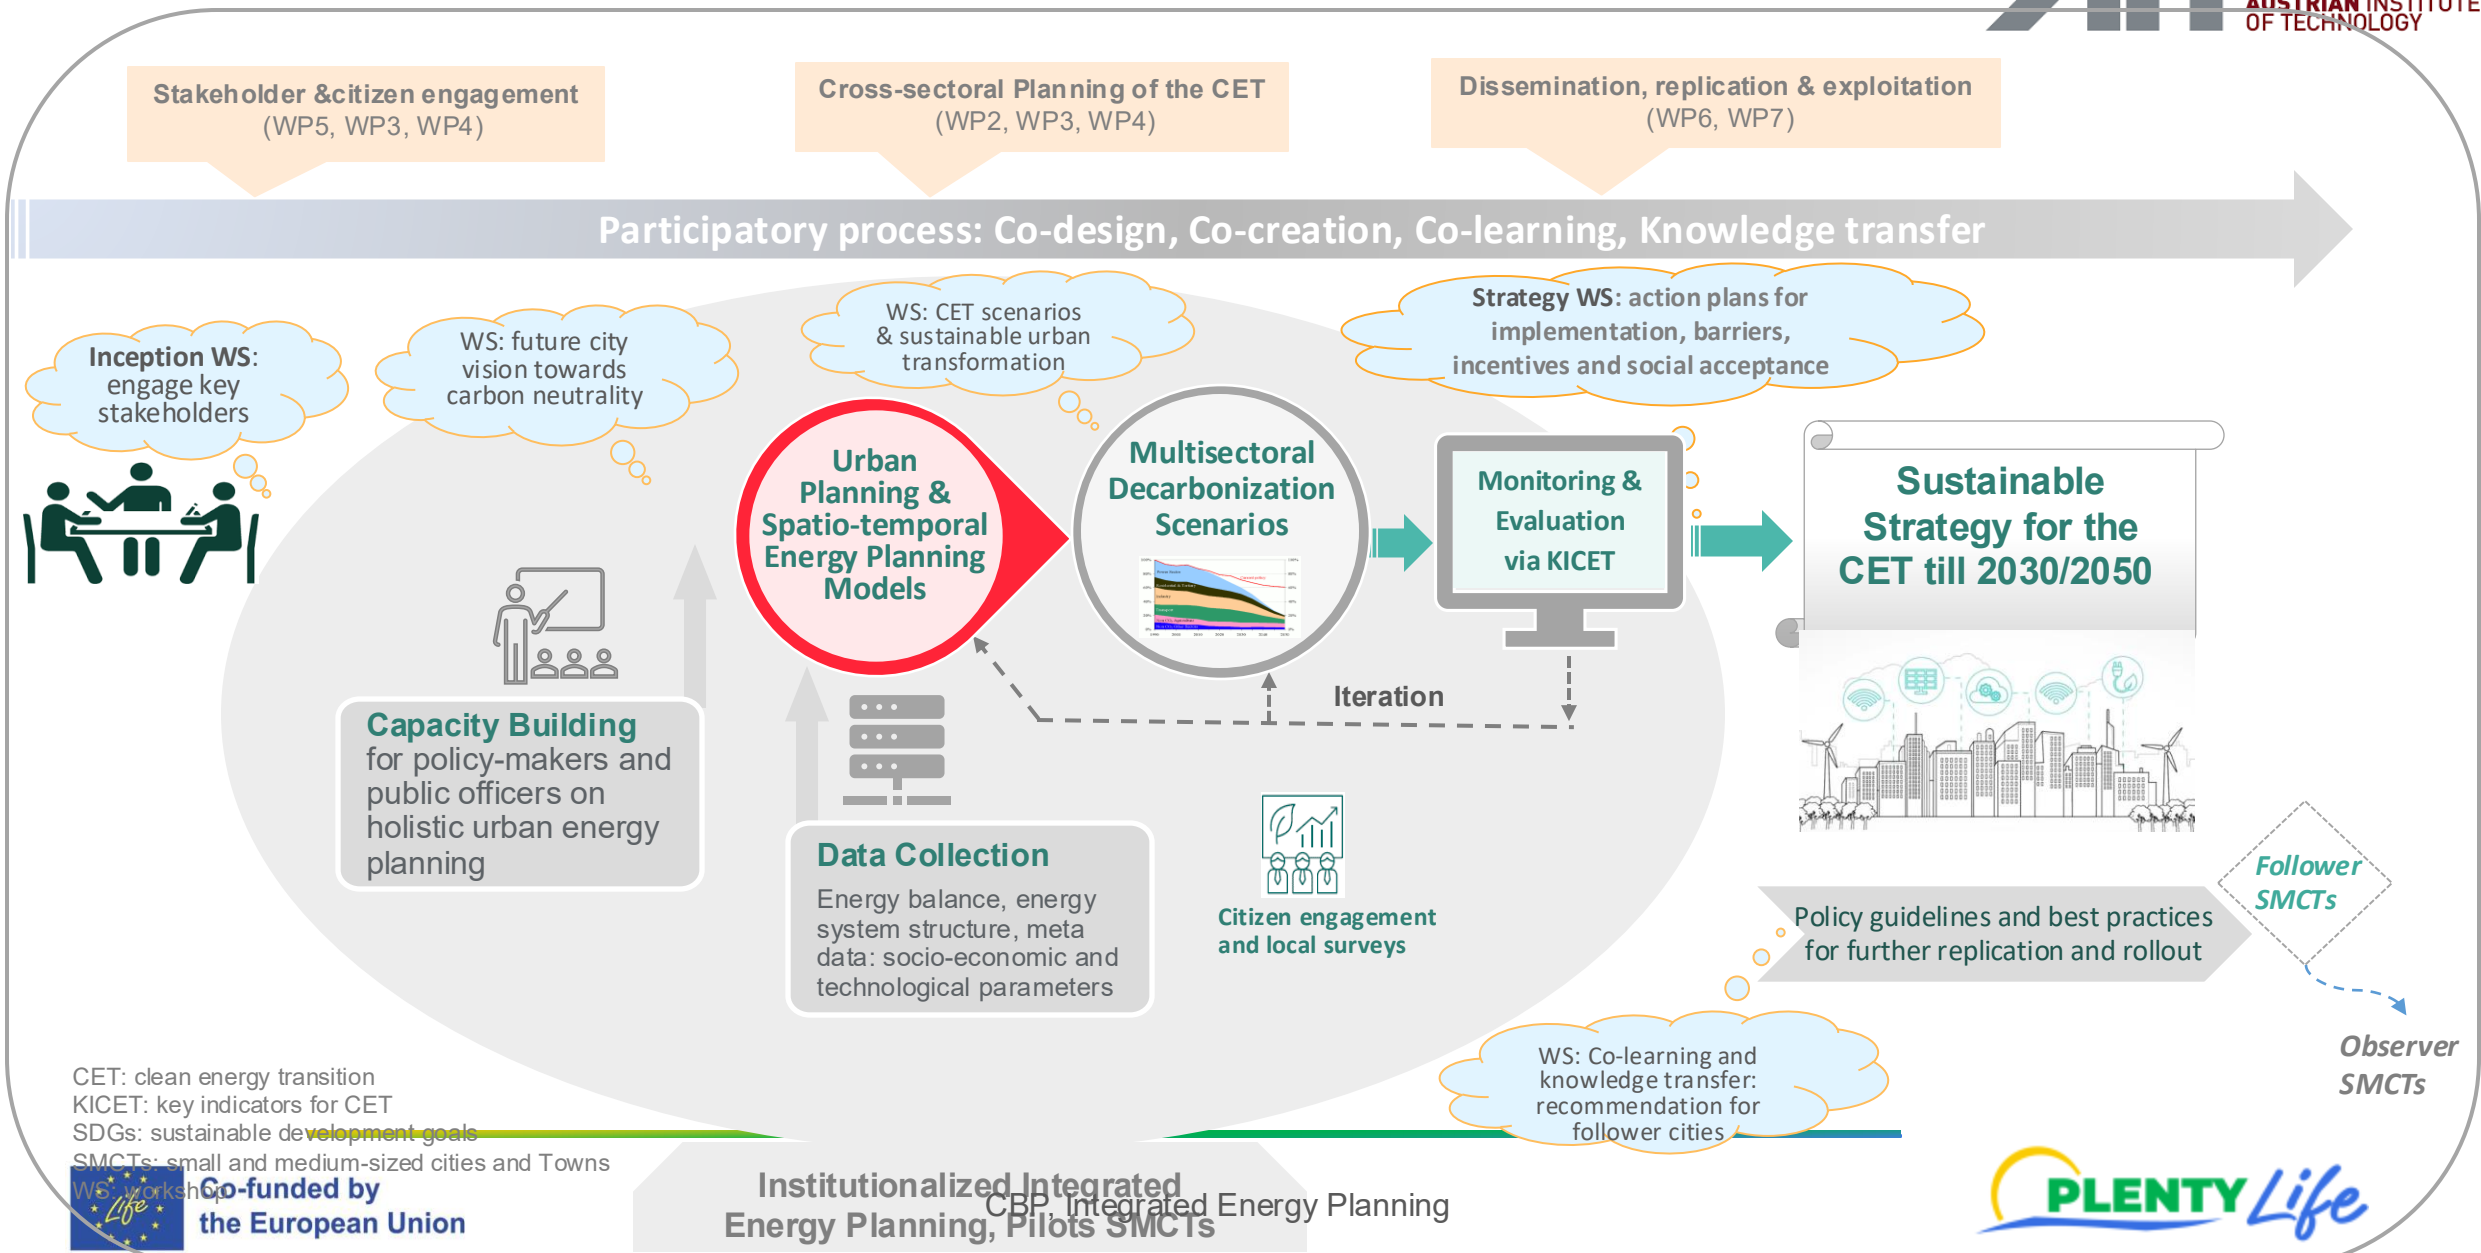 AUSTRIAN INSTITUTE
OF TECHNOLOGY
Stakeholder &citizen engagement
(WP5, WP3, WP4)
Cross-sectoral Planning of the CET
(WP2, WP3, WP4)
Dissemination, replication & exploitation
(WP6, WP7)
Participatory process: Co-design, Co-creation, Co-learning, Knowledge transfer
Inception WS:
engage key
stakeholders
WS: future city
vision towards
carbon neutrality
WS: CET scenarios
& sustainable urban
transformation
Strategy WS: action plans for
implementation, barriers,
incentives and social acceptance
Urban
Planning &
Spatio-temporal
Energy Planning
Models
Multisectoral
Decarbonization
Scenarios
Monitoring &
Evaluation
via KICET
Sustainable
Strategy for the
CET till 2030/2050
Iteration
Capacity Building
for policy-makers and
public officers on
holistic urban energy
planning
Data Collection
Energy balance, energy
system structure, meta
data: socio-economic and
technological parameters
Citizen engagement
and local surveys
Policy guidelines and best practices
for further replication and rollout
Follower
SMCTs
Observer
SMCTs
WS: Co-learning and
knowledge transfer:
recommendation for
follower cities
CET: clean energy transition
KICET: key indicators for CET
SDGs: sustainable development goals
SMCTs: small and medium-sized cities and Towns
WS: workshop
Life
Co-funded by
the European Union
Institutionalized Integrated
Energy Planning, Pilots SMCTs
CBP, Integrated Energy Planning
PLENTY Life